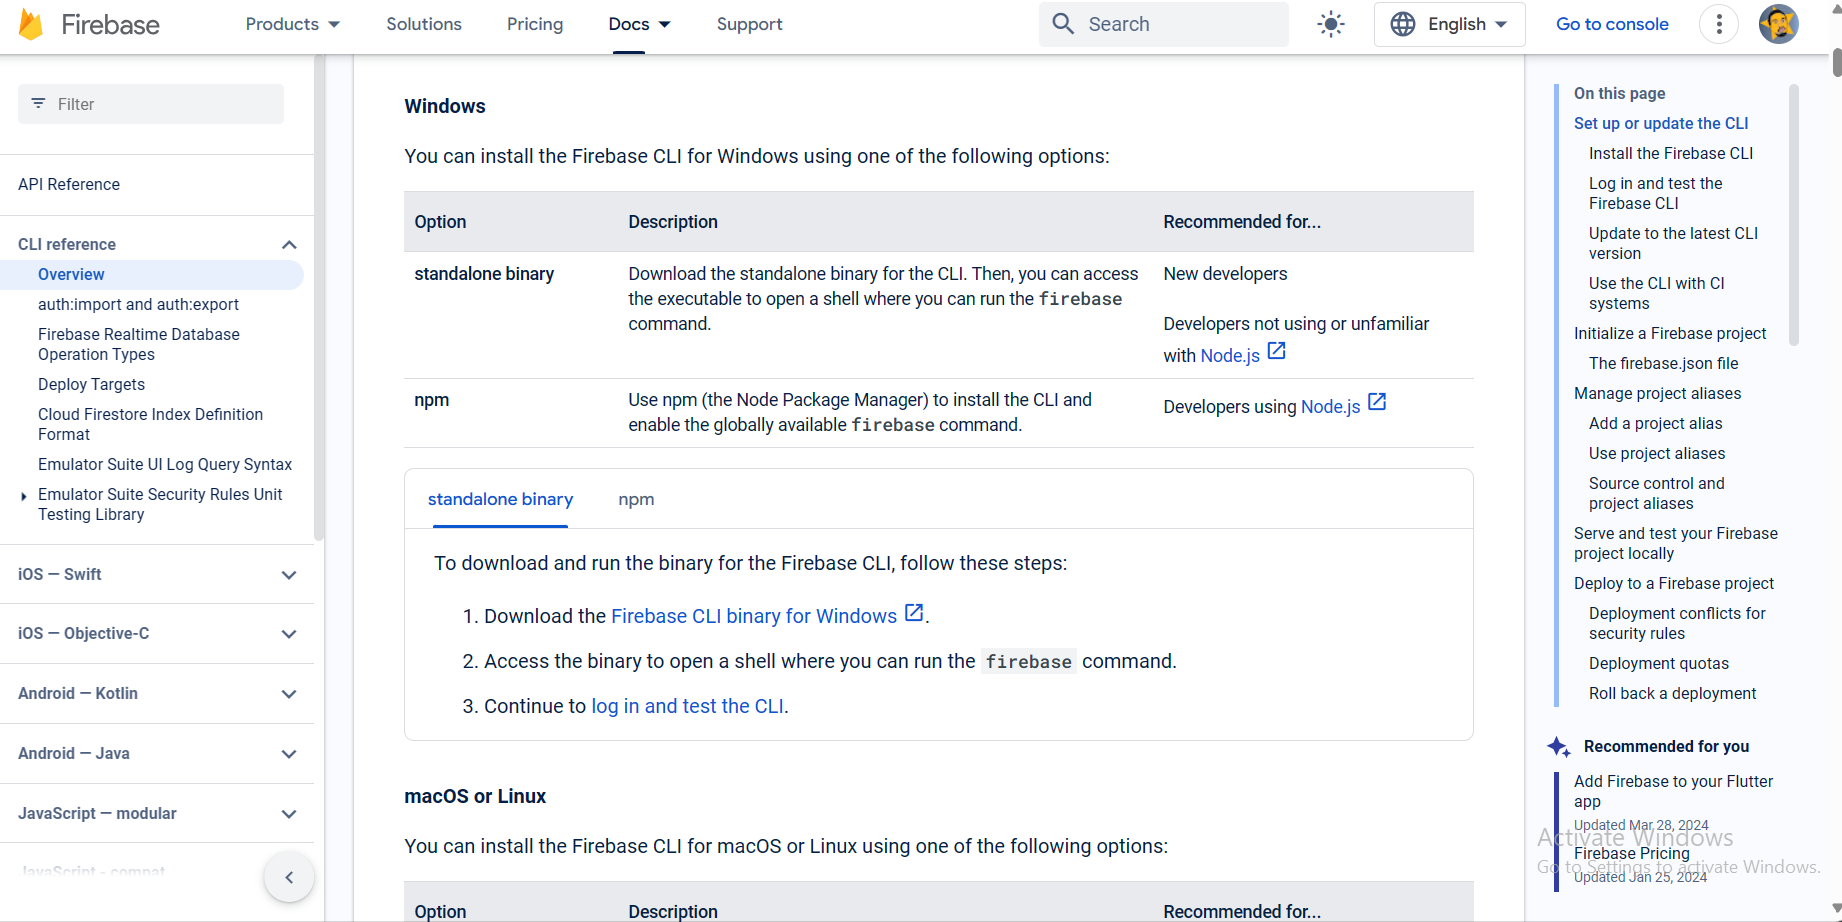 Firebase
Products
Solutions
Pricing
Docs
Support
Search
English
Go to console
Filter
API Reference
CLI reference
Overview
auth:import and auth:export
Firebase Realtime Database
Operation Types
Deploy Targets
Cloud Firestore Index Definition
Format
Emulator Suite UI Log Query Syntax
Emulator Suite Security Rules Unit
Testing Library
iOS — Swift
iOS — Objective-C
Android — Kotlin
Android — Java
JavaScript — modular
JavaScript - compat
Windows
You can install the Firebase CLI for Windows using one of the following options:
Option Description Recommended for...
standalone binary
Download the standalone binary for the CLI. Then, you can access
the executable to open a shell where you can run the firebase
command.
New developers
Developers not using or unfamiliar
with Node.js
npm
Use npm (the Node Package Manager) to install the CLI and
enable the globally available firebase command.
Developers using Node.js
standalone binary npm
To download and run the binary for the Firebase CLI, follow these steps:
1. Download the Firebase CLI binary for Windows .
2. Access the binary to open a shell where you can run the firebase command.
3. Continue to log in and test the CLI.
macOS or Linux
You can install the Firebase CLI for macOS or Linux using one of the following options:
Option Description Recommended for...
On this page
Set up or update the CLI
Install the Firebase CLI
Log in and test the
Firebase CLI
Update to the latest CLI
version
Use the CLI with CI
systems
Initialize a Firebase project
The firebase.json file
Manage project aliases
Add a project alias
Use project aliases
Source control and
project aliases
Serve and test your Firebase
project locally
Deploy to a Firebase project
Deployment conflicts for
security rules
Deployment quotas
Roll back a deployment
Recommended for you
Add Firebase to your Flutter
app
Updated Mar 28, 2024
Firebase Pricing
Updated Jan 25, 2024
Activate Windows
Go to Settings to activate Windows.